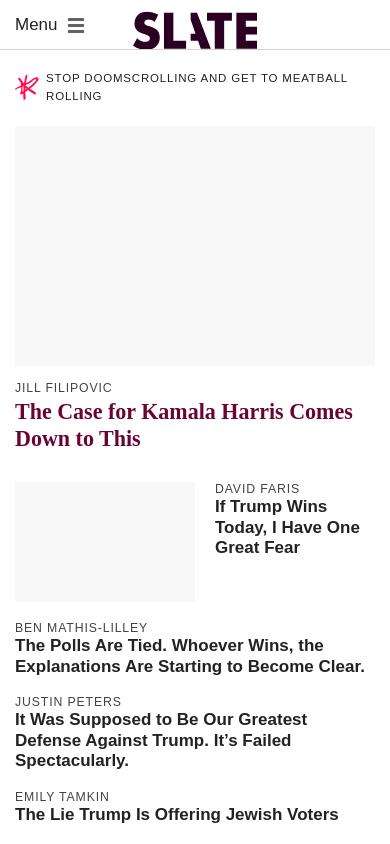 Menu
SLATE
STOP DOOMSCROLLING AND GET TO MEATBALL
ROLLING
JILL FILIPOVIC
The Case for Kamala Harris Comes
Down to This
DAVID FARIS
If Trump Wins
Today, I Have One
Great Fear
BEN MATHIS-LILLEY
The Polls Are Tied. Whoever Wins, the
Explanations Are Starting to Become Clear.
JUSTIN PETERS
It Was Supposed to Be Our Greatest
Defense Against Trump. It’s Failed
Spectacularly.
EMILY TAMKIN
The Lie Trump Is Offering Jewish Voters